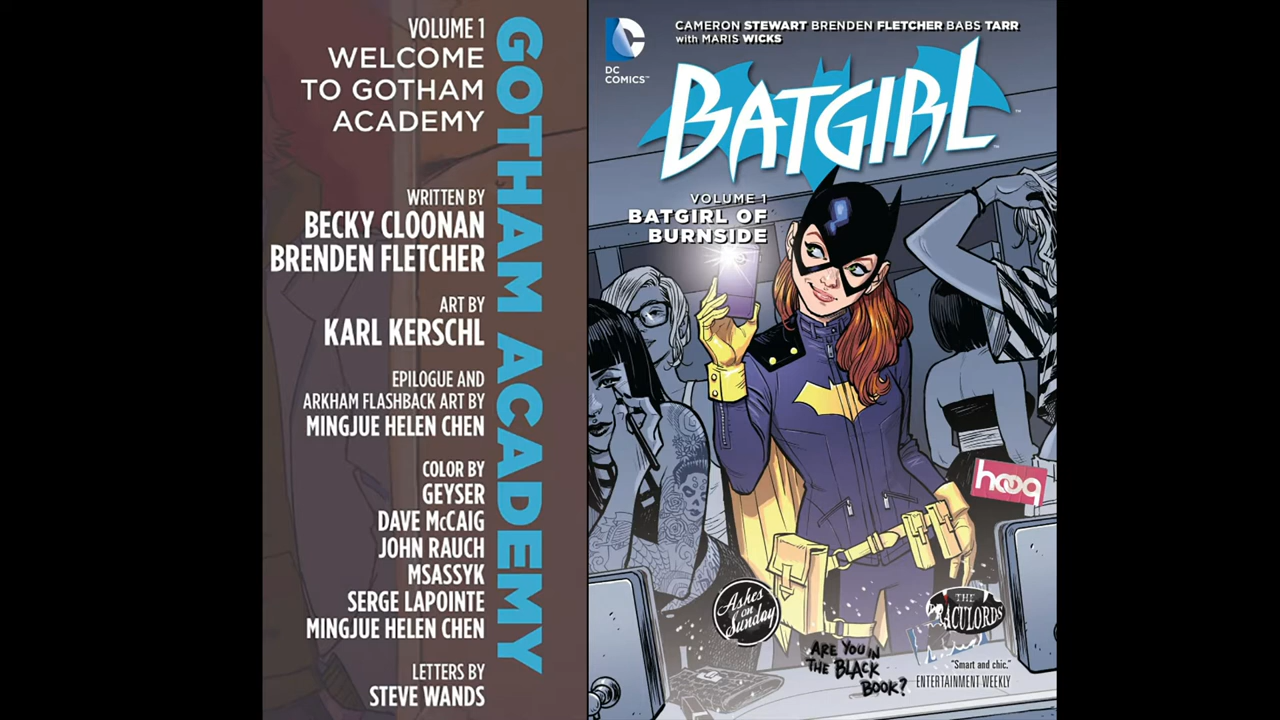 VOLUME 1
WELCOME
TO GOTHAM
ACADEMY
WRITTEN BY
BECKY CLOONAN
BRENDEN FLETCHER
ART BY
KARL KERSCHL
EPILOGUE AND
ARKHAM FLASHBACK ART BY
MINGJUE HELEN CHEN
COLOR BY
GEYSER
DAVE McCAIG
JOHN RAUCH
MSASSYK
SERGE LAPOINTE
MINGJUE HELEN CHEN
LETTERS BY
STEVE WANDS
GOTHAM ACADEMY
CAMERON STEWART BRENDEN FLETCHER BABS TARR
with MARIS WICKS
DC
COMICS™
BATGIRL™
VOLUME 1
BATGIRL OF
BURNSIDE
hooq
Ashes
on
Sunday
THE
DRACULORDS
ARE YOU IN
THE BLACK
BOOK?
"Smart and chic."
ENTERTAINMENT WEEKLY